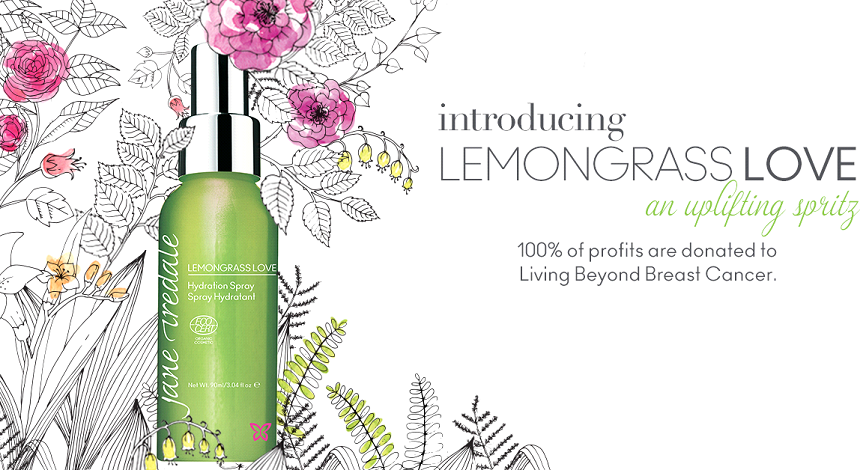 introducing
LEMONGRASS LOVE
an uplifting spritz
100% of profits are donated to
Living Beyond Breast Cancer.
jane iredale
LEMONGRASS LOVE
Hydration Spray
Spray Hydratant
ECO
CERT
ORGANIC
COSMETIC
Net Wt. 90ml/3.04 fl oz ℮